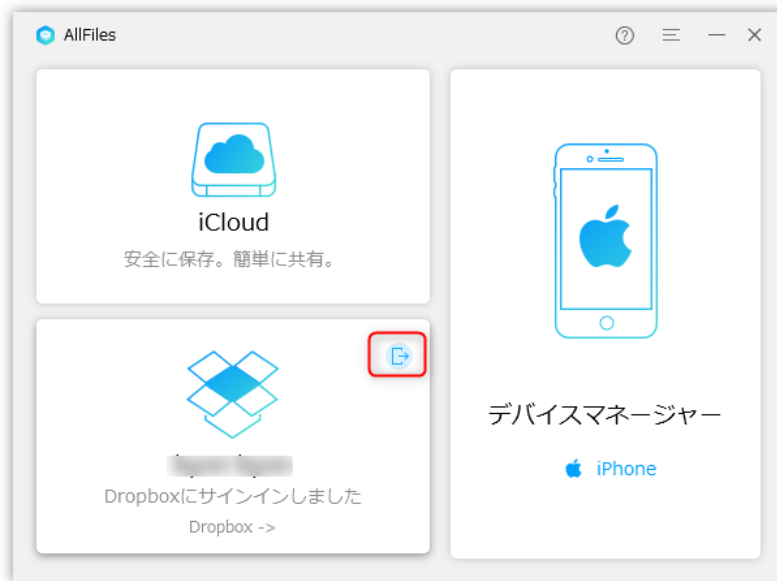 AllFiles
iCloud
安全に保存。簡単に共有。
Dropboxにサインインしました
Dropbox ->
デバイスマネージャー
iPhone